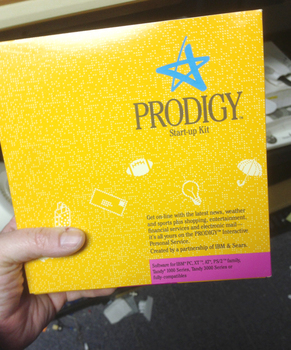 PRODIGY™
Start-up Kit
Get on-line with the latest news, weather
and sports plus shopping, entertainment,
financial services and electronic mail—
it's all yours on the PRODIGY™ Interactive
Personal Service.
Created by a partnership of IBM & Sears.
Software for IBM® PC, XT™, AT®, PS/2™ family,
Tandy® 1000 Series, Tandy 3000 Series or
fully compatibles